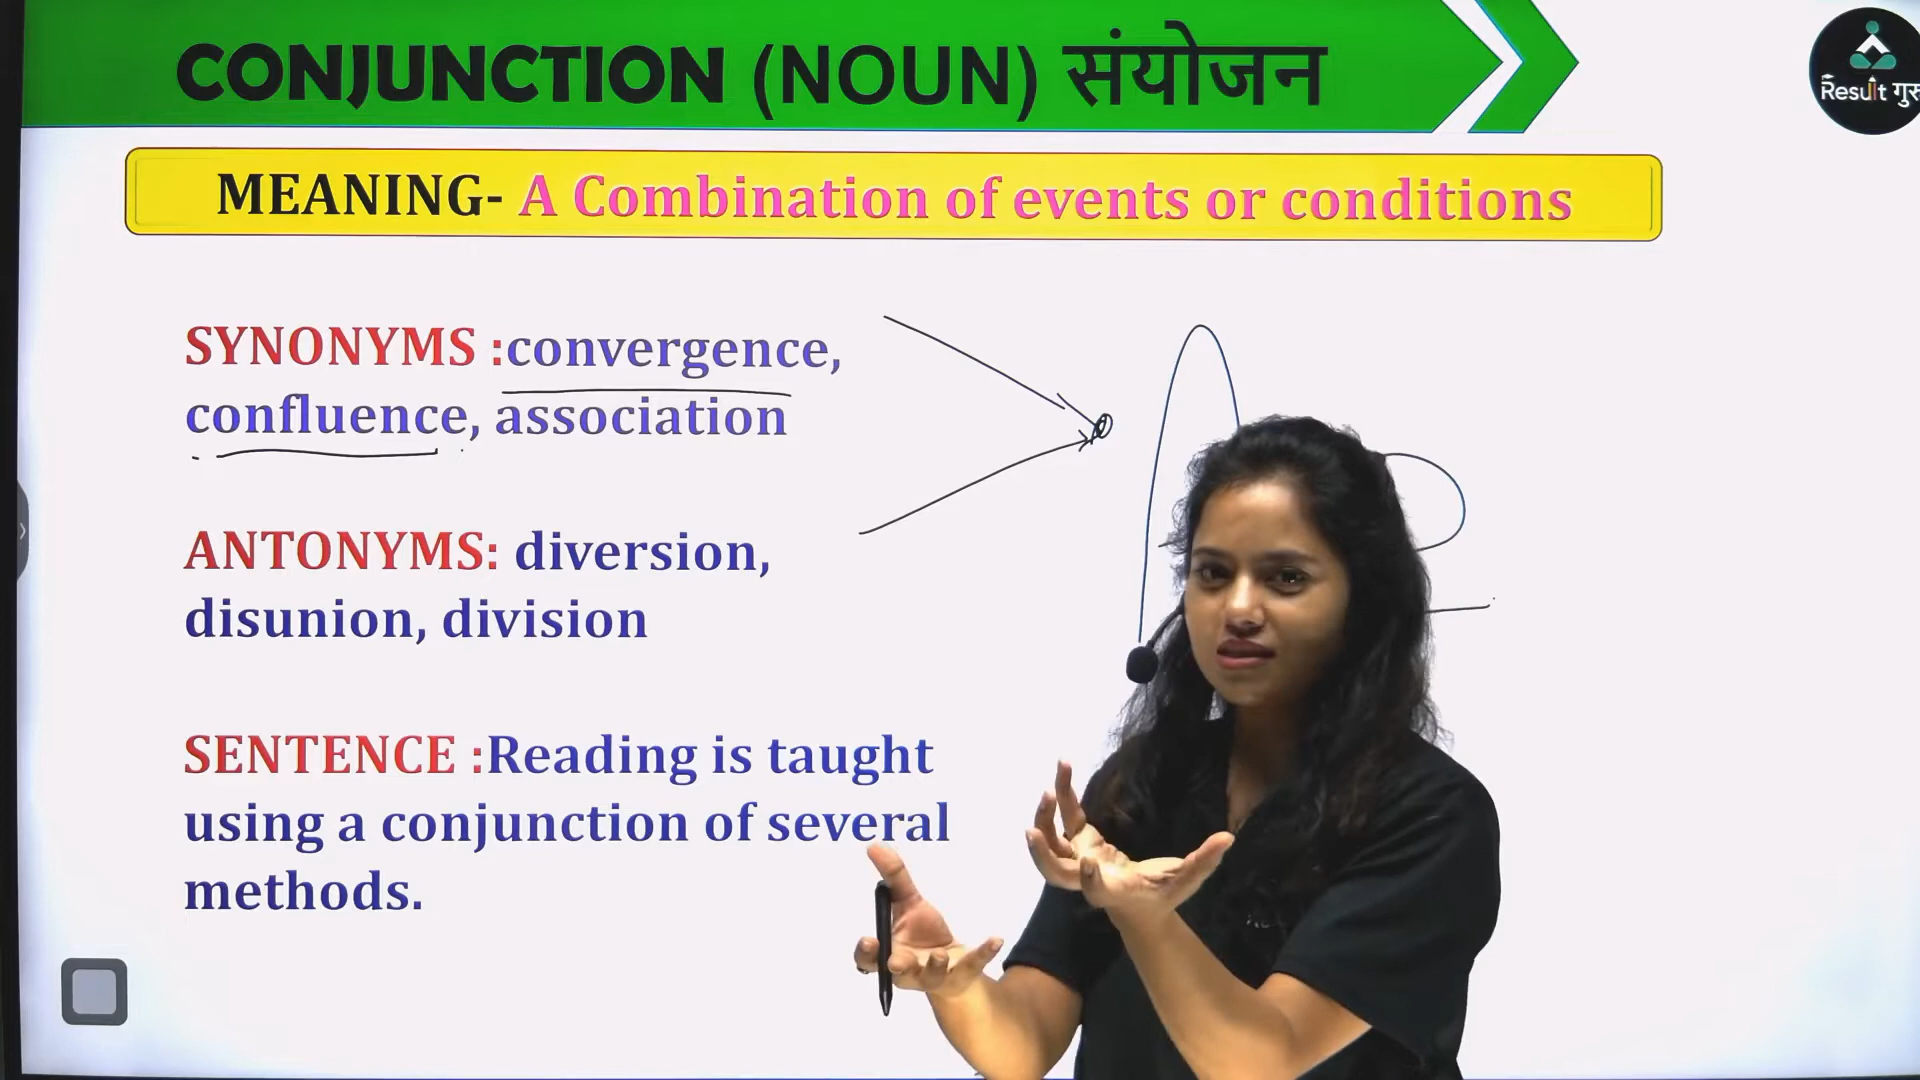 CONJUNCTION (NOUN) संयोजन
Result गुरु
MEANING- A Combination of events or conditions
SYNONYMS :convergence,
confluence, association
ANTONYMS: diversion,
disunion, division
SENTENCE :Reading is taught
using a conjunction of several
methods.